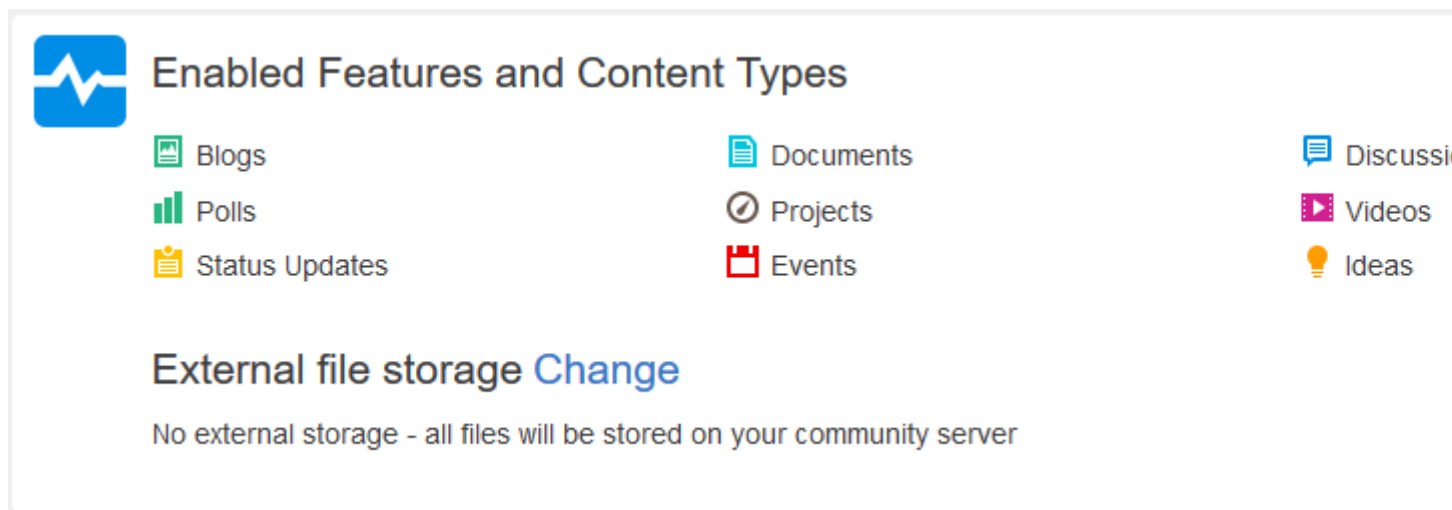 Enabled Features and Content Types
Blogs Documents
Polls Projects Videos
Status Updates Events Ideas
External file storage Change
No external storage - all files will be stored on your community server